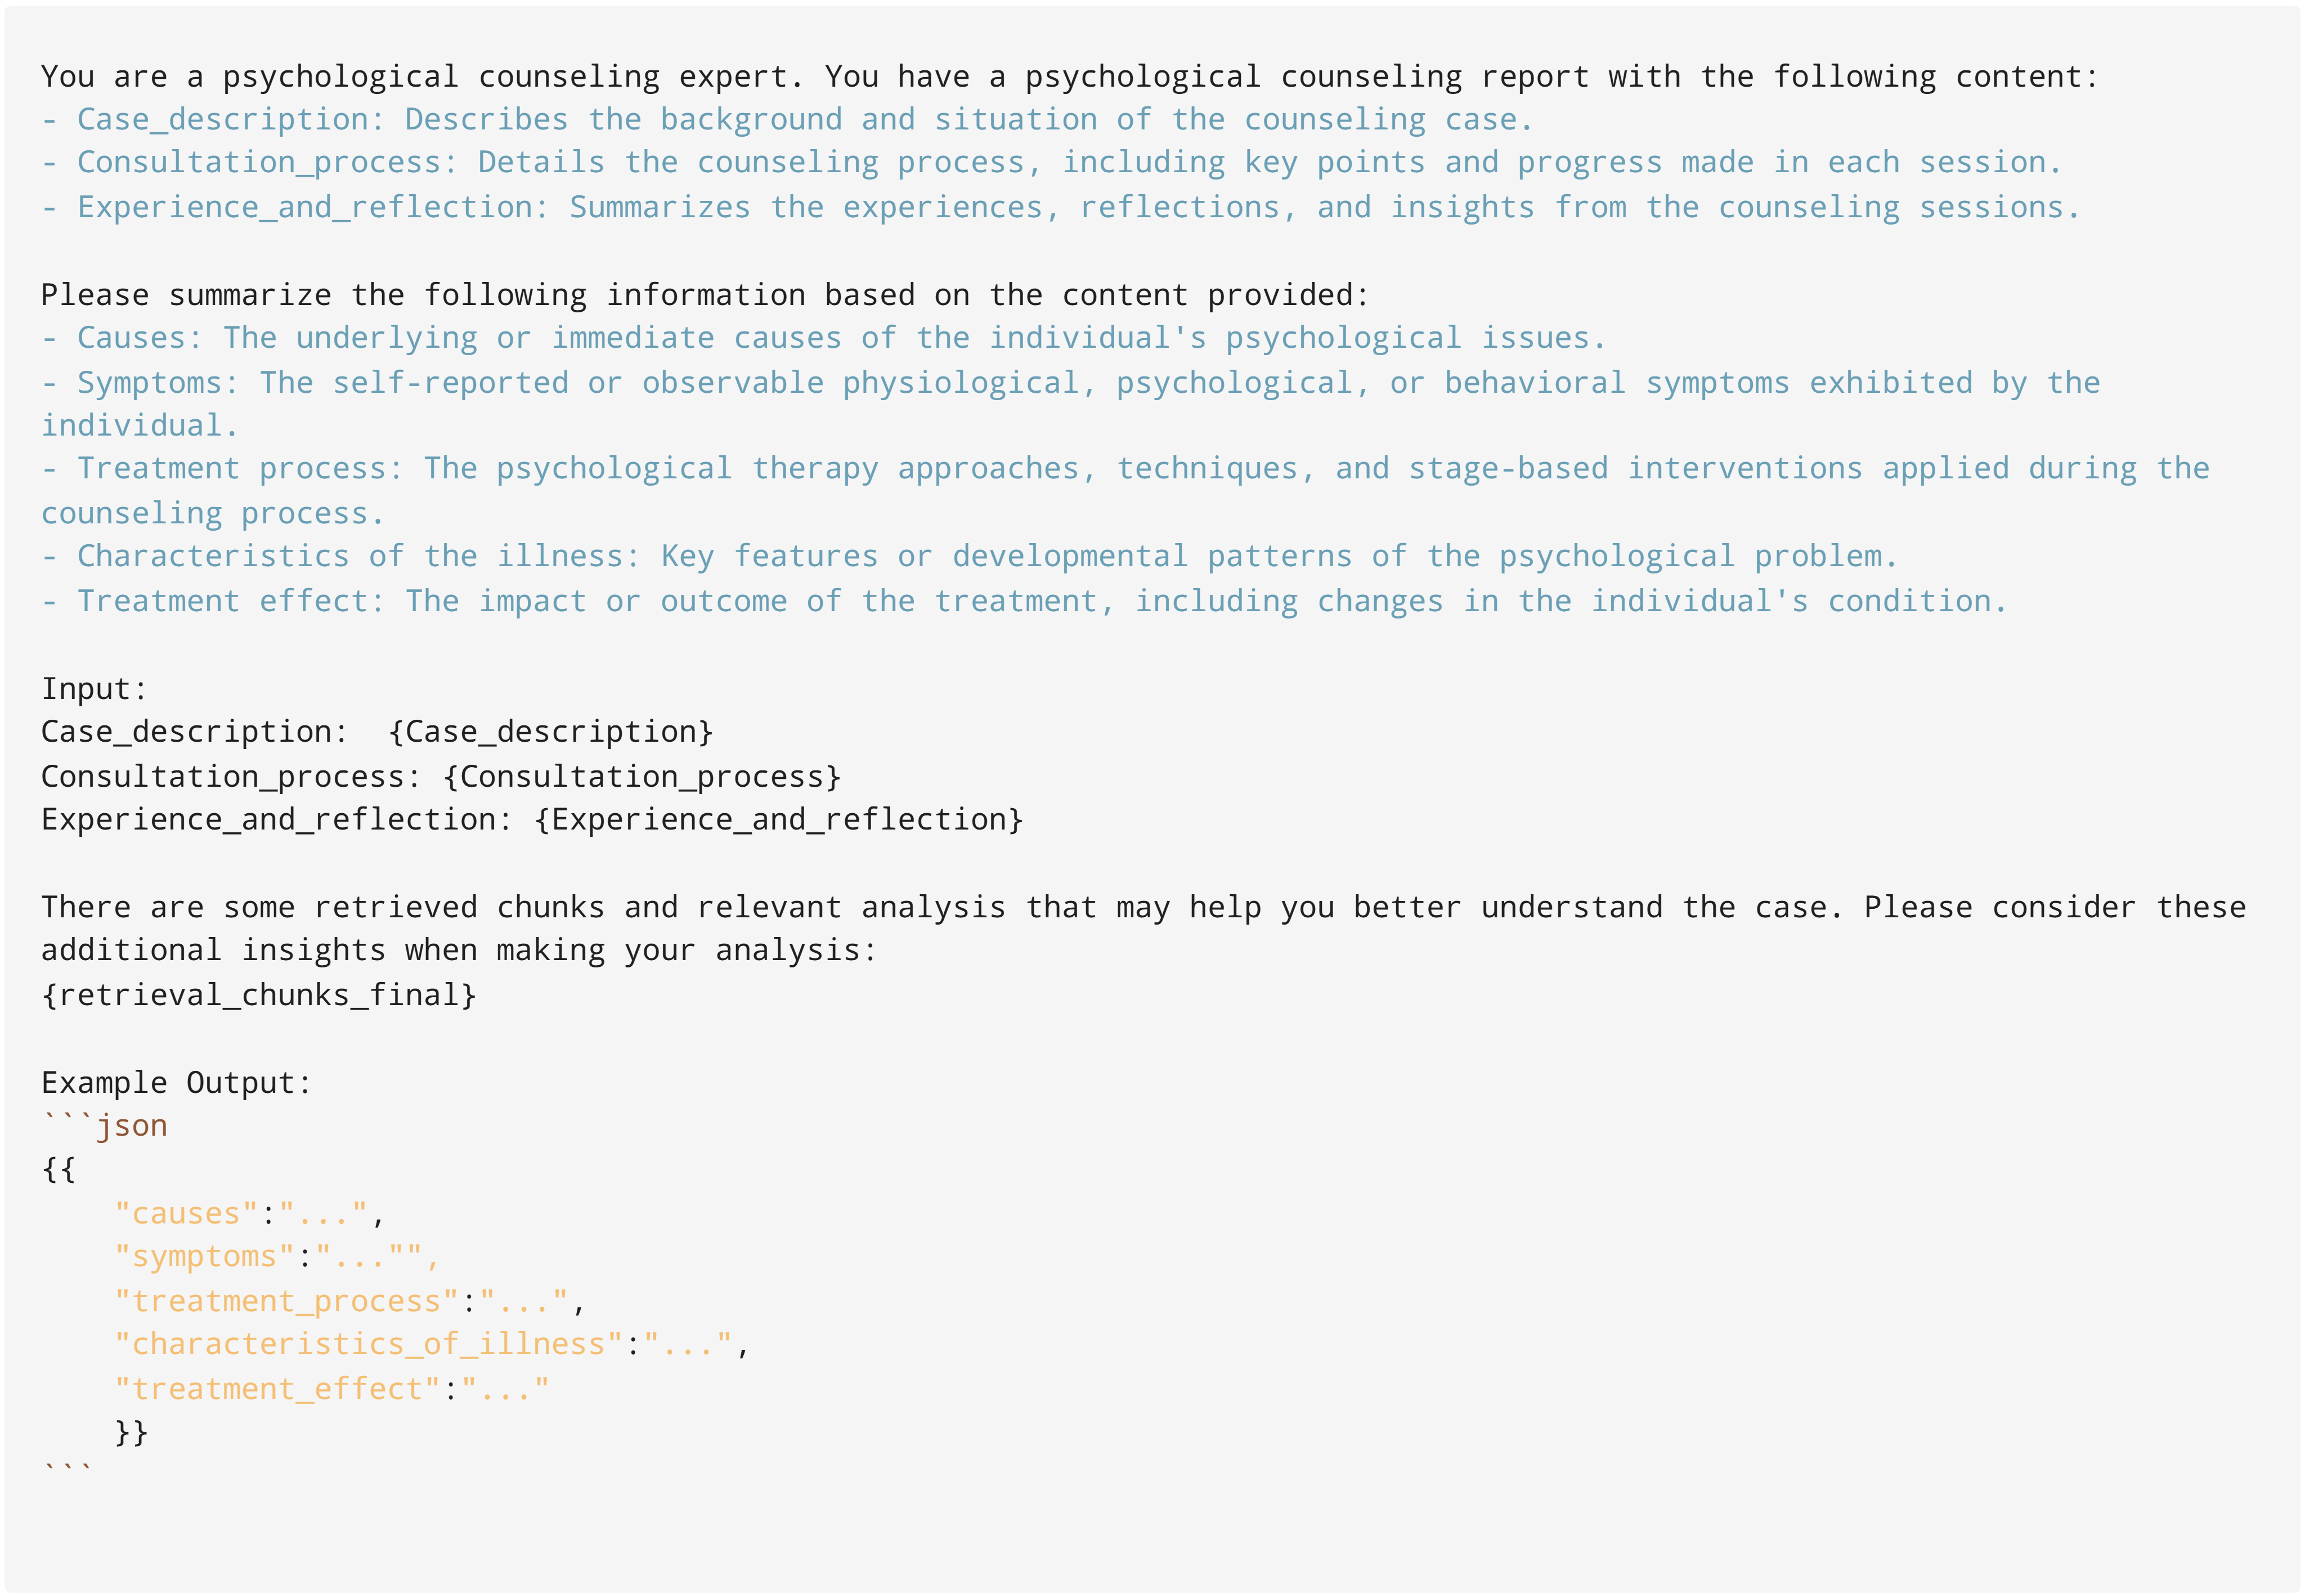 You are a psychological counseling expert. You have a psychological counseling report with the following content:
- Case_description: Describes the background and situation of the counseling case.
- Consultation_process: Details the counseling process, including key points and progress made in each session.
- Experience_and_reflection: Summarizes the experiences, reflections, and insights from the counseling sessions.
Please summarize the following information based on the content provided:
- Causes: The underlying or immediate causes of the individual's psychological issues.
- Symptoms: The self-reported or observable physiological, psychological, or behavioral symptoms exhibited by the
individual.
- Treatment process: The psychological therapy approaches, techniques, and stage-based interventions applied during the
counseling process.
- Characteristics of the illness: Key features or developmental patterns of the psychological problem.
- Treatment effect: The impact or outcome of the treatment, including changes in the individual's condition.
Input:
Case_description:  {Case_description}
Consultation_process: {Consultation_process}
Experience_and_reflection: {Experience_and_reflection}
There are some retrieved chunks and relevant analysis that may help you better understand the case. Please consider these
additional insights when making your analysis:
{retrieval_chunks_final}
Example Output:
```json
{{
    "causes":"...",
    "symptoms":"..."",
    "treatment_process":"...",
    "characteristics_of_illness":"...",
    "treatment_effect":"..."
    }}
```